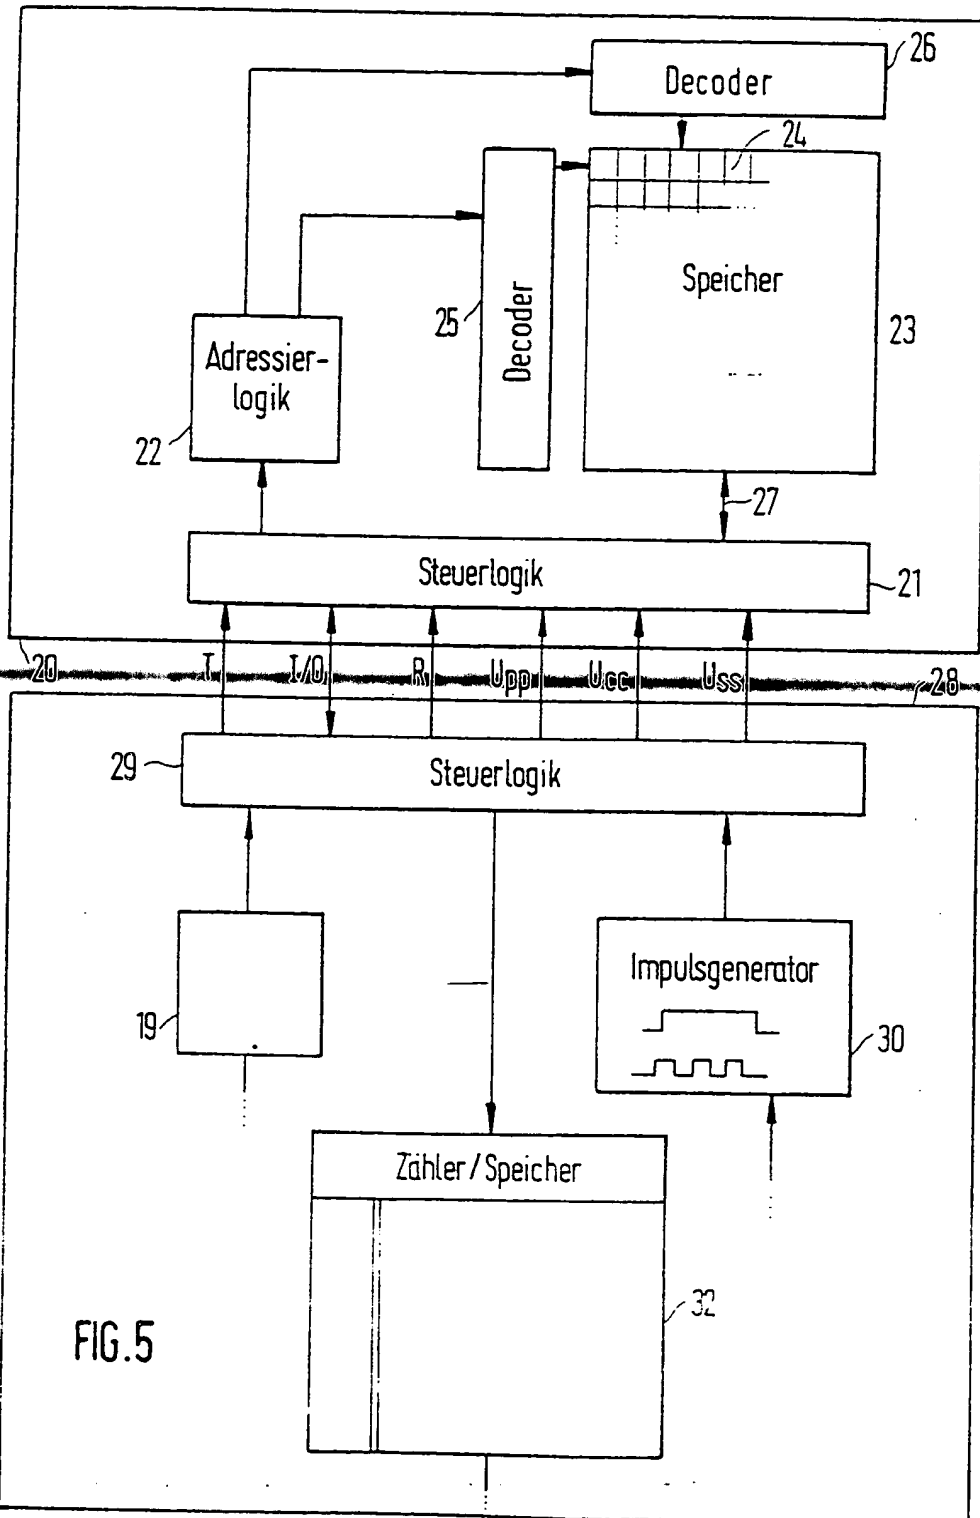 26
Decoder
24
Decoder
25
Speicher
23
Adressier-
logik
22
27
Steuerlogik
21
20
T
I/O
R
Upp
Ucc
Uss
28
29
Steuerlogik
19
Impulsgenerator
30
Zähler/Speicher
32
FIG.5